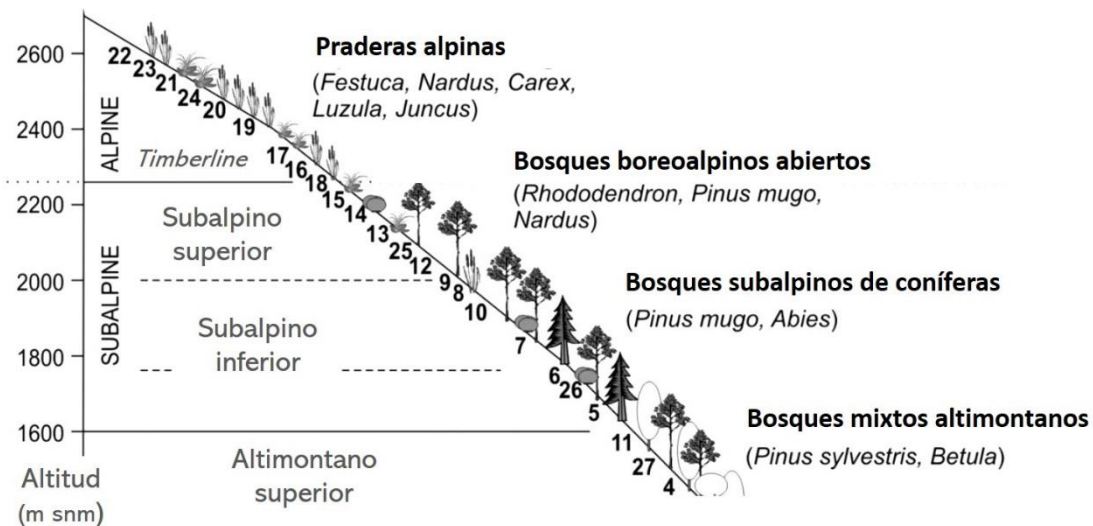 2600
2400
2200
2000
1800
1600
Altitud
(m snm)
ALPINE
SUBALPINE
Timberline
Subalpino
superior
Subalpino
inferior
Altimontano
superior
22
23
21
24
20
19
17
16
18
15
14
13
25
12
9
8
10
7
6
26
5
11
27
4
Praderas alpinas
(Festuca, Nardus, Carex,
Luzula, Juncus)
Bosques boreoalpinos abiertos
(Rhododendron, Pinus mugo,
Nardus)
Bosques subalpinos de coníferas
(Pinus mugo, Abies)
Bosques mixtos altimontanos
(Pinus sylvestris, Betula)